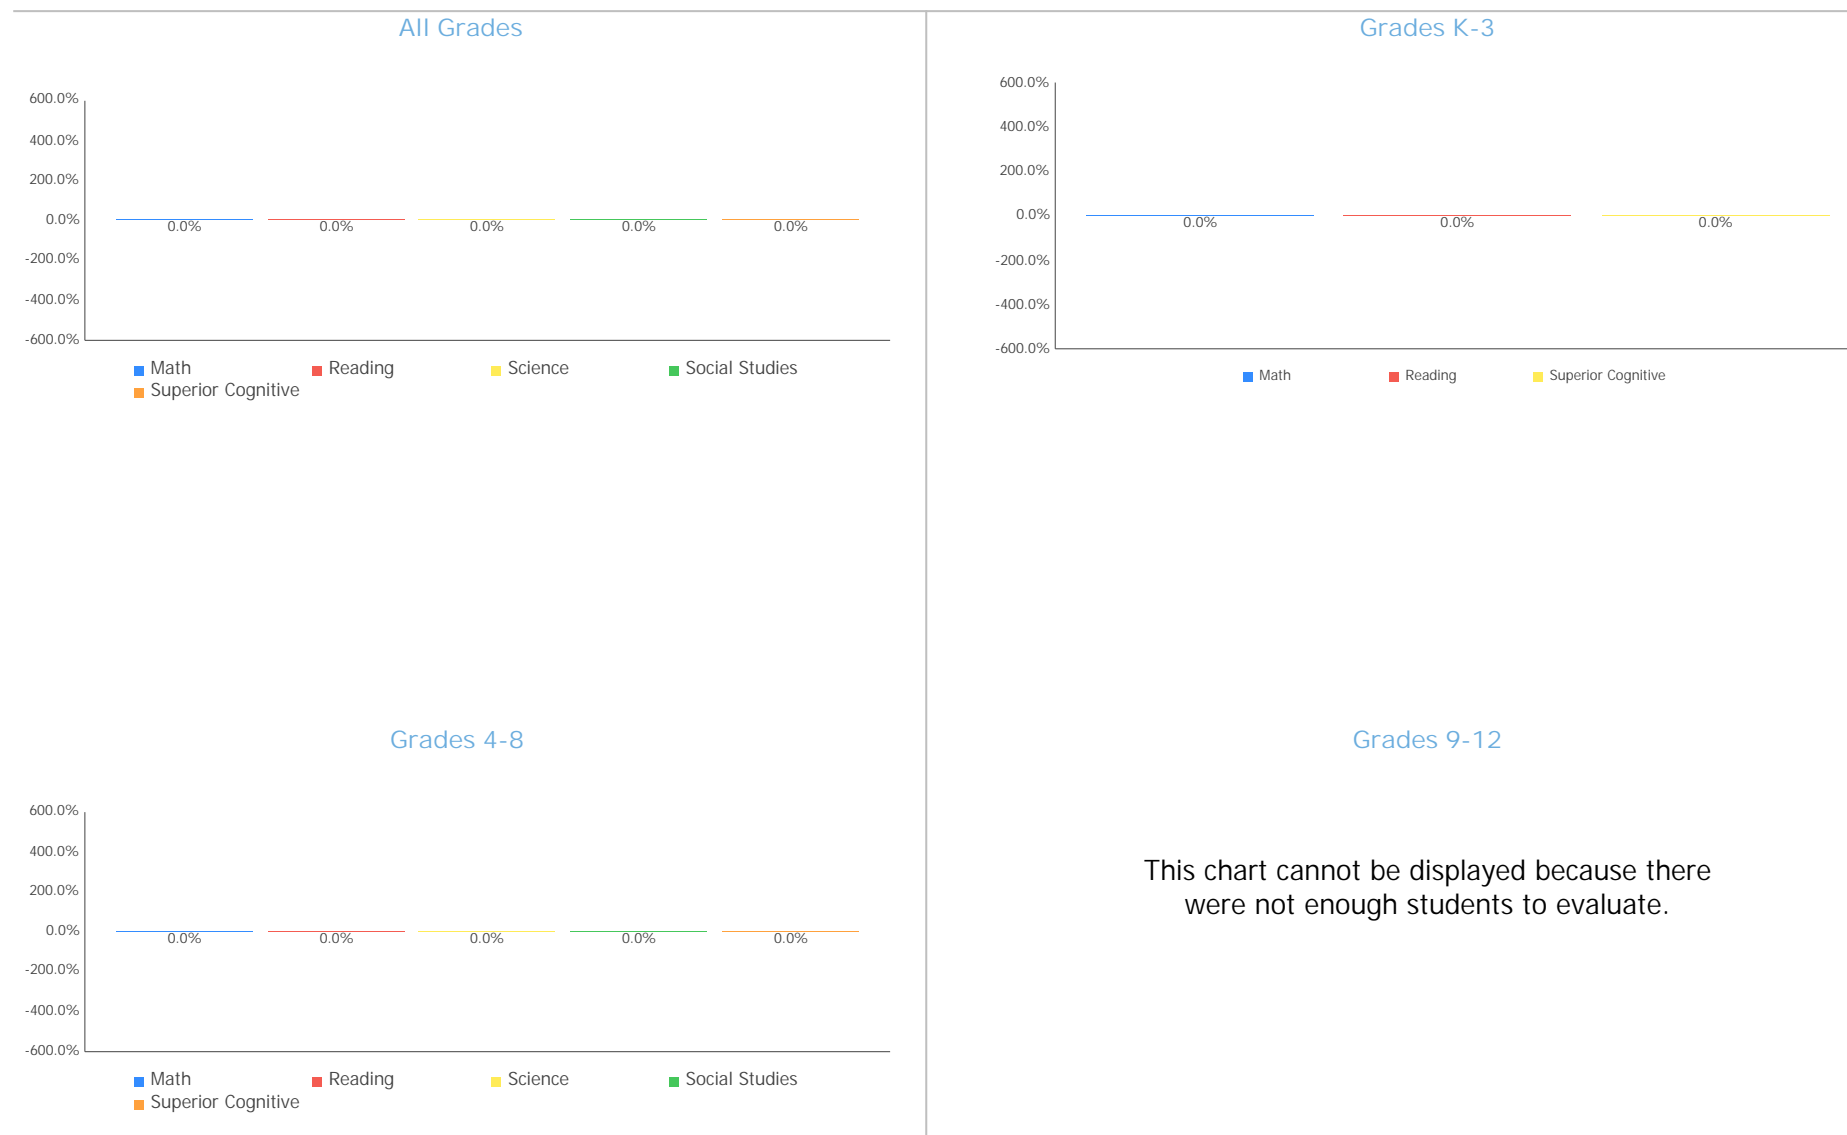 All Grades
600.0%
400.0%
200.0%
0.0%
-200.0%
-400.0%
-600.0%
0.0% 0.0% 0.0% 0.0% 0.0%
Math Reading Science Social Studies
Superior Cognitive
Grades K-3
600.0%
400.0%
200.0%
0.0%
-200.0%
-400.0%
-600.0%
0.0% 0.0% 0.0%
Math Reading Superior Cognitive
Grades 4-8
600.0%
400.0%
200.0%
0.0%
-200.0%
-400.0%
-600.0%
0.0% 0.0% 0.0% 0.0% 0.0%
Math Reading Science Social Studies
Superior Cognitive
Grades 9-12
This chart cannot be displayed because there
were not enough students to evaluate.